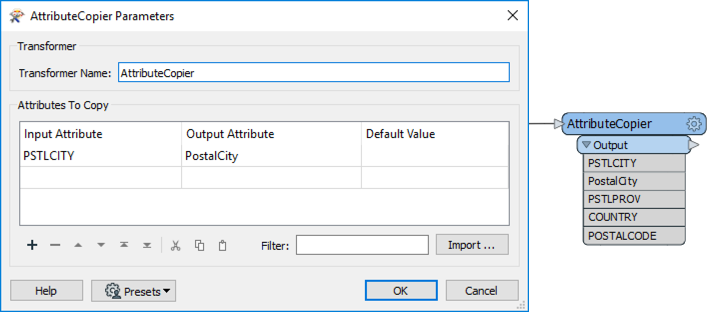 AttributeCopier Parameters
Transformer
Transformer Name: AttributeCopier
Attributes To Copy
Input Attribute Output Attribute Default Value
PSTLCITY PostalCity
Filter: Import ...
Help Presets OK Cancel
AttributeCopier
Output
PSTLCITY
PostalCity
PSTLPROV
COUNTRY
POSTALCODE